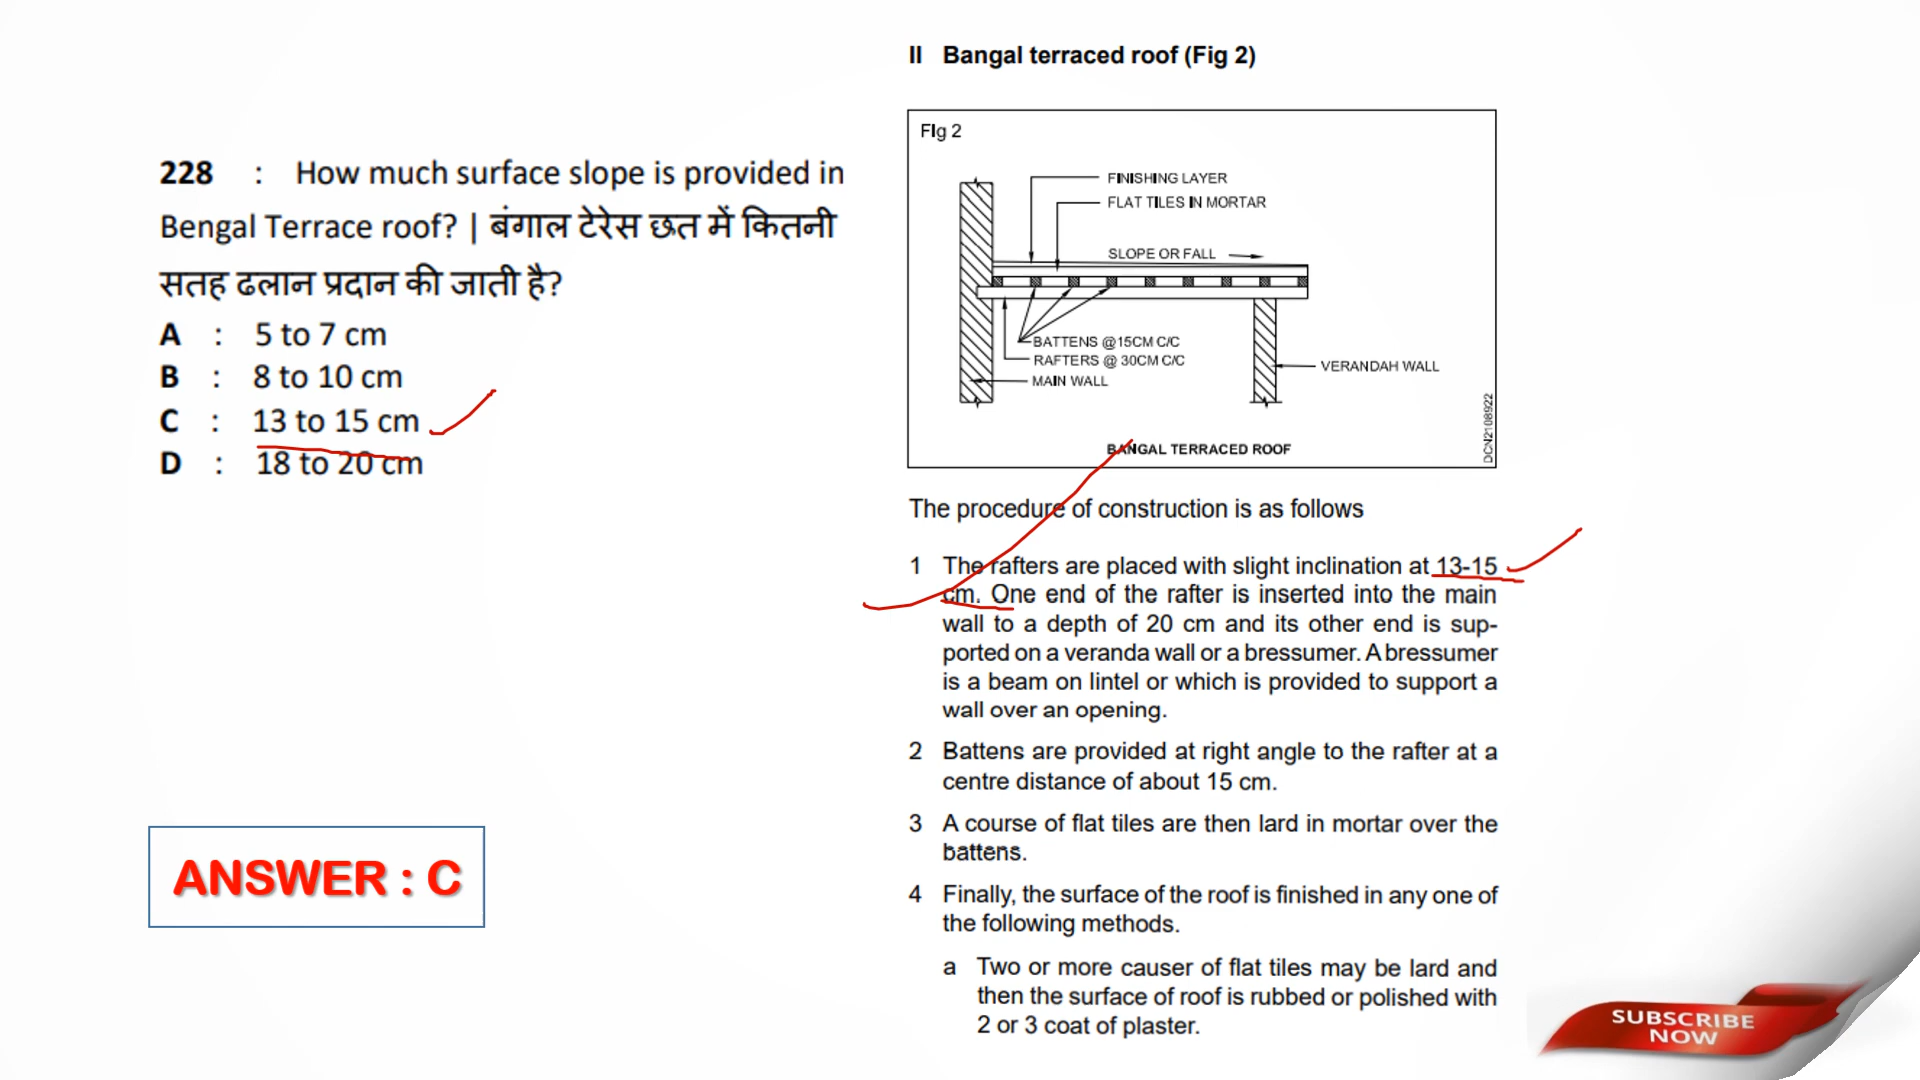 228 : How much surface slope is provided in
Bengal Terrace roof? | बंगाल टेरेस छत में कितनी
सतह ढलान प्रदान की जाती है?
A : 5 to 7 cm
B : 8 to 10 cm
C : 13 to 15 cm
D : 18 to 20 cm
ANSWER : C
II Bangal terraced roof (Fig 2)
FIg 2
FINISHING LAYER
FLAT TILES IN MORTAR
SLOPE OR FALL
BATTENS @15CM C/C
RAFTERS @ 30CM C/C
MAIN WALL
VERANDAH WALL
DCN2108922
BANGAL TERRACED ROOF
The procedure of construction is as follows
1 The rafters are placed with slight inclination at 13-15
cm. One end of the rafter is inserted into the main
wall to a depth of 20 cm and its other end is sup-
ported on a veranda wall or a bressumer. A bressumer
is a beam on lintel or which is provided to support a
wall over an opening.
2 Battens are provided at right angle to the rafter at a
centre distance of about 15 cm.
3 A course of flat tiles are then lard in mortar over the
battens.
4 Finally, the surface of the roof is finished in any one of
the following methods.
a Two or more causer of flat tiles may be lard and
then the surface of roof is rubbed or polished with
2 or 3 coat of plaster.
SUBSCRIBE
NOW